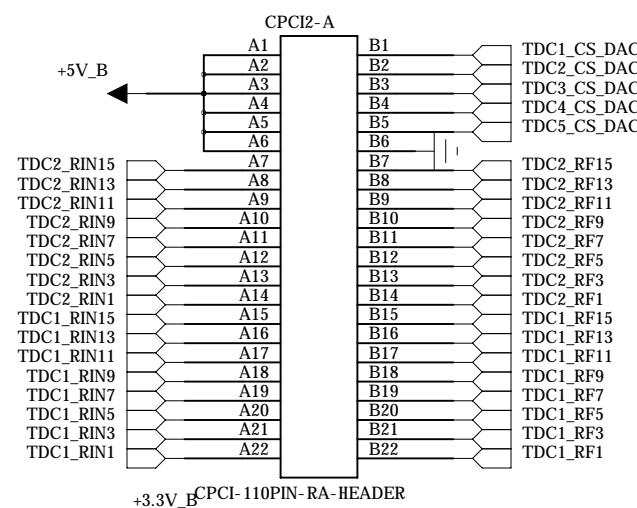 CPCI2-A
A1 B1 TDC1_CS_DAC
A2 B2 TDC2_CS_DAC
+5V_B A3 B3 TDC3_CS_DAC
A4 B4 TDC4_CS_DAC
A5 B5 TDC5_CS_DAC
A6 B6
TDC2_RIN15 A7 B7 TDC2_RF15
TDC2_RIN13 A8 B8 TDC2_RF13
TDC2_RIN11 A9 B9 TDC2_RF11
TDC2_RIN9 A10 B10 TDC2_RF9
TDC2_RIN7 A11 B11 TDC2_RF7
TDC2_RIN5 A12 B12 TDC2_RF5
TDC2_RIN3 A13 B13 TDC2_RF3
TDC2_RIN1 A14 B14 TDC2_RF1
TDC1_RIN15 A15 B15 TDC1_RF15
TDC1_RIN13 A16 B16 TDC1_RF13
TDC1_RIN11 A17 B17 TDC1_RF11
TDC1_RIN9 A18 B18 TDC1_RF9
TDC1_RIN7 A19 B19 TDC1_RF7
TDC1_RIN5 A20 B20 TDC1_RF5
TDC1_RIN3 A21 B21 TDC1_RF3
TDC1_RIN1 A22 B22 TDC1_RF1
CPCI-110PIN-RA-HEADER
+3.3V_B